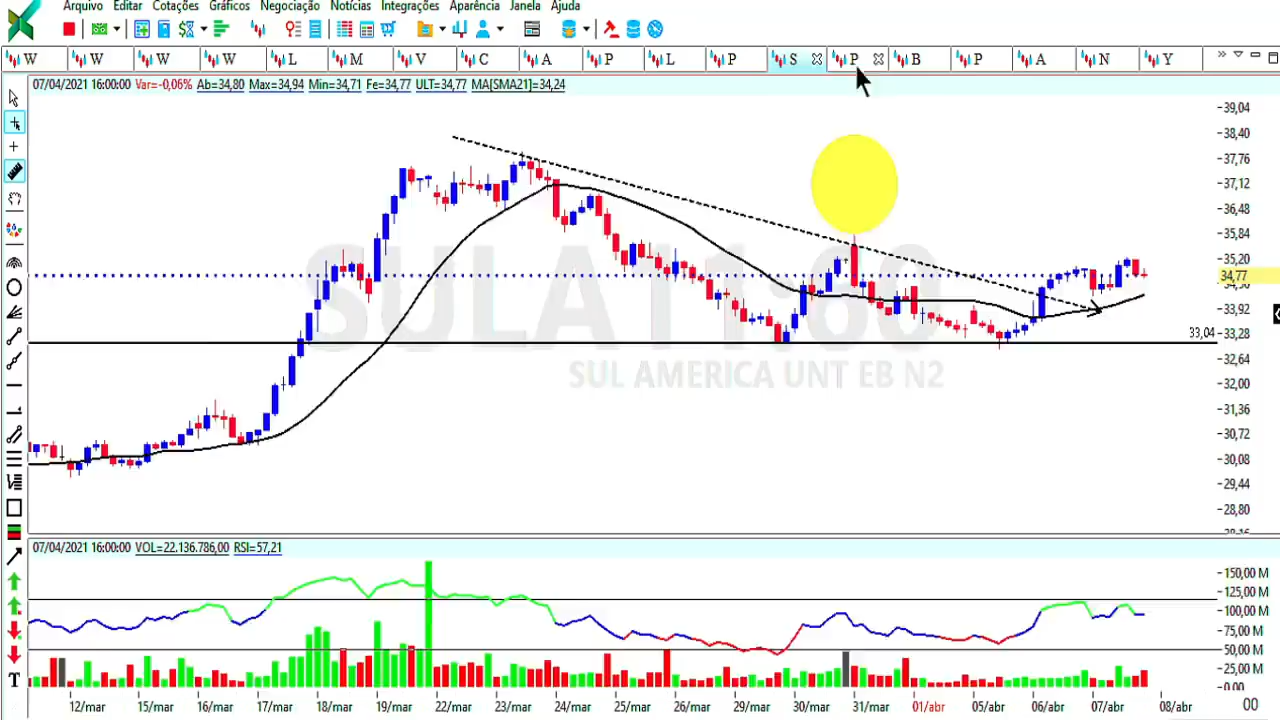 Arquivo Editar Cotações Gráficos Negociação Notícias Integrações Aparência Janela Ajuda
W W W W L M V C A P L P S P B P A N Y
07/04/2021 16:00:00 Var=-0,06% Ab=34,80 Max=34,94 Min=34,71 Fe=34,77 ULT=34,77 MA[SMA21]=34,24
39,04
38,40
37,76
37,12
36,48
35,84
35,20
34,77
33,92
33,04
33,28
32,64
32,00
31,36
30,72
30,08
29,44
28,80
SULA11:60
SUL AMERICA UNT EB N2
07/04/2021 16:00:00 VOL=22.136.786,00 RSI=57,21
150,00 M
125,00 M
100,00 M
75,00 M
50,00 M
25,00 M
0.00
T
12/mar 15/mar 16/mar 17/mar 18/mar 19/mar 22/mar 23/mar 24/mar 25/mar 26/mar 29/mar 30/mar 31/mar 01/abr 05/abr 06/abr 07/abr 08/abr 00